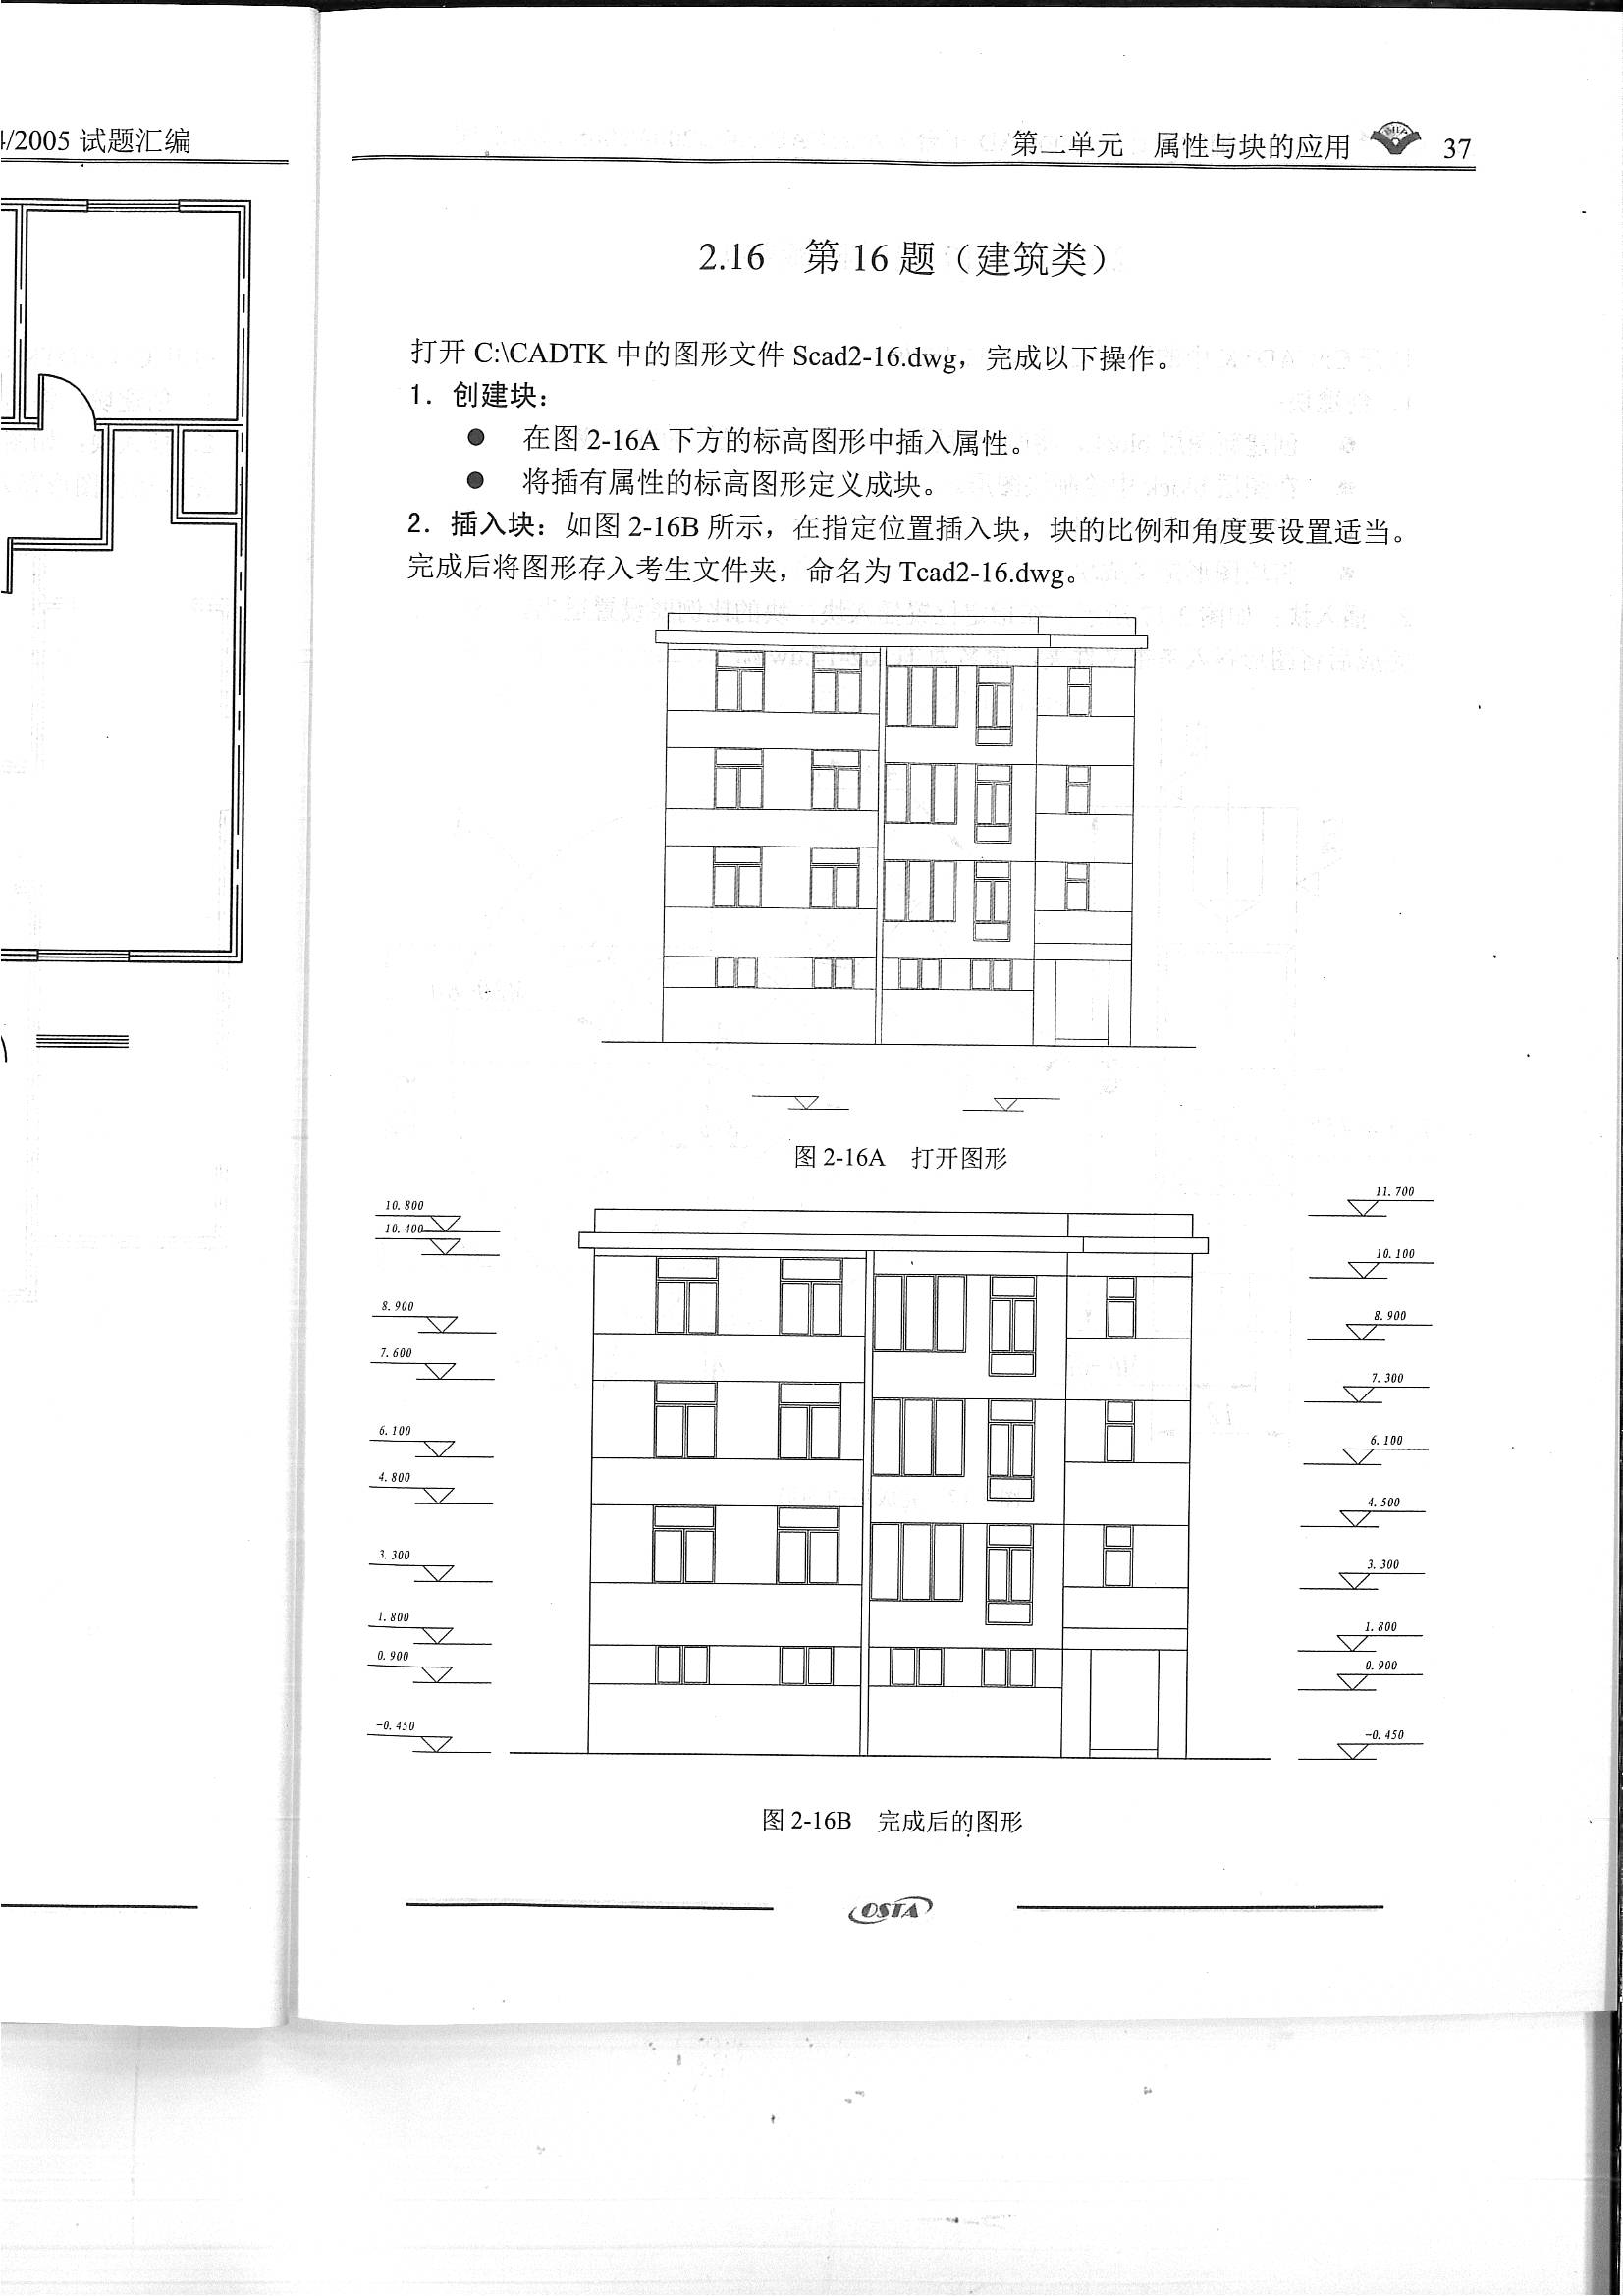 4/2005 试题汇编
第二单元 属性与块的应用 37
2.16 第 16 题（建筑类）
打开 C:\CADTK 中的图形文件 Scad2-16.dwg，完成以下操作。
1．创建块：
● 在图 2-16A 下方的标高图形中插入属性。
● 将插有属性的标高图形定义成块。
2．插入块：如图 2-16B 所示，在指定位置插入块，块的比例和角度要设置适当。
完成后将图形存入考生文件夹，命名为 Tcad2-16.dwg。
图 2-16A 打开图形
10.800
10.400
8.900
7.600
6.100
4.800
3.300
1.800
0.900
-0.450
11.700
10.100
8.900
7.300
6.100
4.500
3.300
1.800
0.900
-0.450
图 2-16B 完成后的图形
OSTA